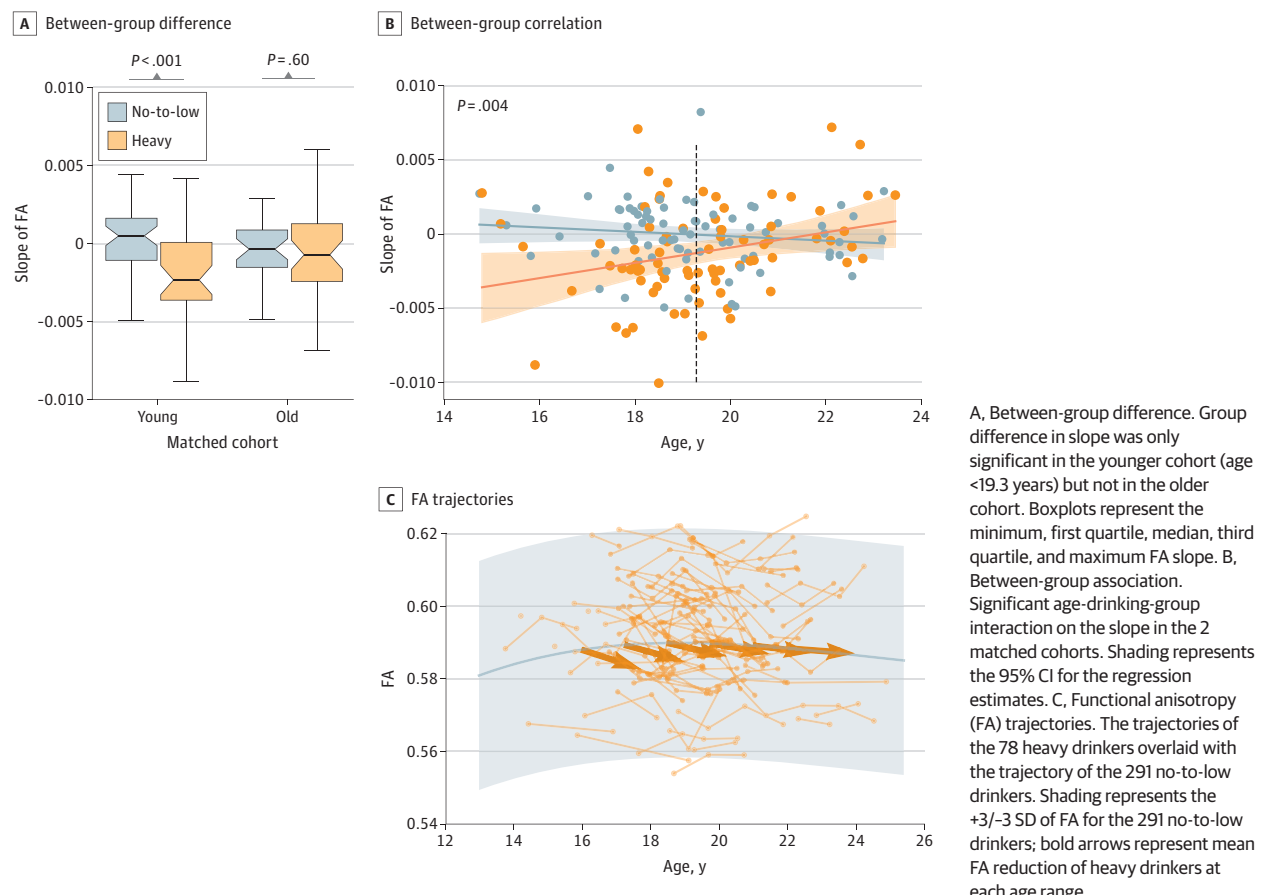 A Between-group difference
P < .001
P = .60
0.010
0.005
0
-0.005
-0.010
Slope of FA
No-to-low
Heavy
Young
Old
Matched cohort
B Between-group correlation
P = .004
0.010
0.005
0
-0.005
-0.010
Slope of FA
14
16
18
20
22
24
Age, y
C FA trajectories
0.62
0.60
0.58
0.56
0.54
FA
12
14
16
18
20
22
24
26
Age, y
A, Between-group difference. Group
difference in slope was only
significant in the younger cohort (age
<19.3 years) but not in the older
cohort. Boxplots represent the
minimum, first quartile, median, third
quartile, and maximum FA slope. B,
Between-group association.
Significant age-drinking-group
interaction on the slope in the 2
matched cohorts. Shading represents
the 95% CI for the regression
estimates. C, Functional anisotropy
(FA) trajectories. The trajectories of
the 78 heavy drinkers overlaid with
the trajectory of the 291 no-to-low
drinkers. Shading represents the
+3/–3 SD of FA for the 291 no-to-low
drinkers; bold arrows represent mean
FA reduction of heavy drinkers at
each age range.